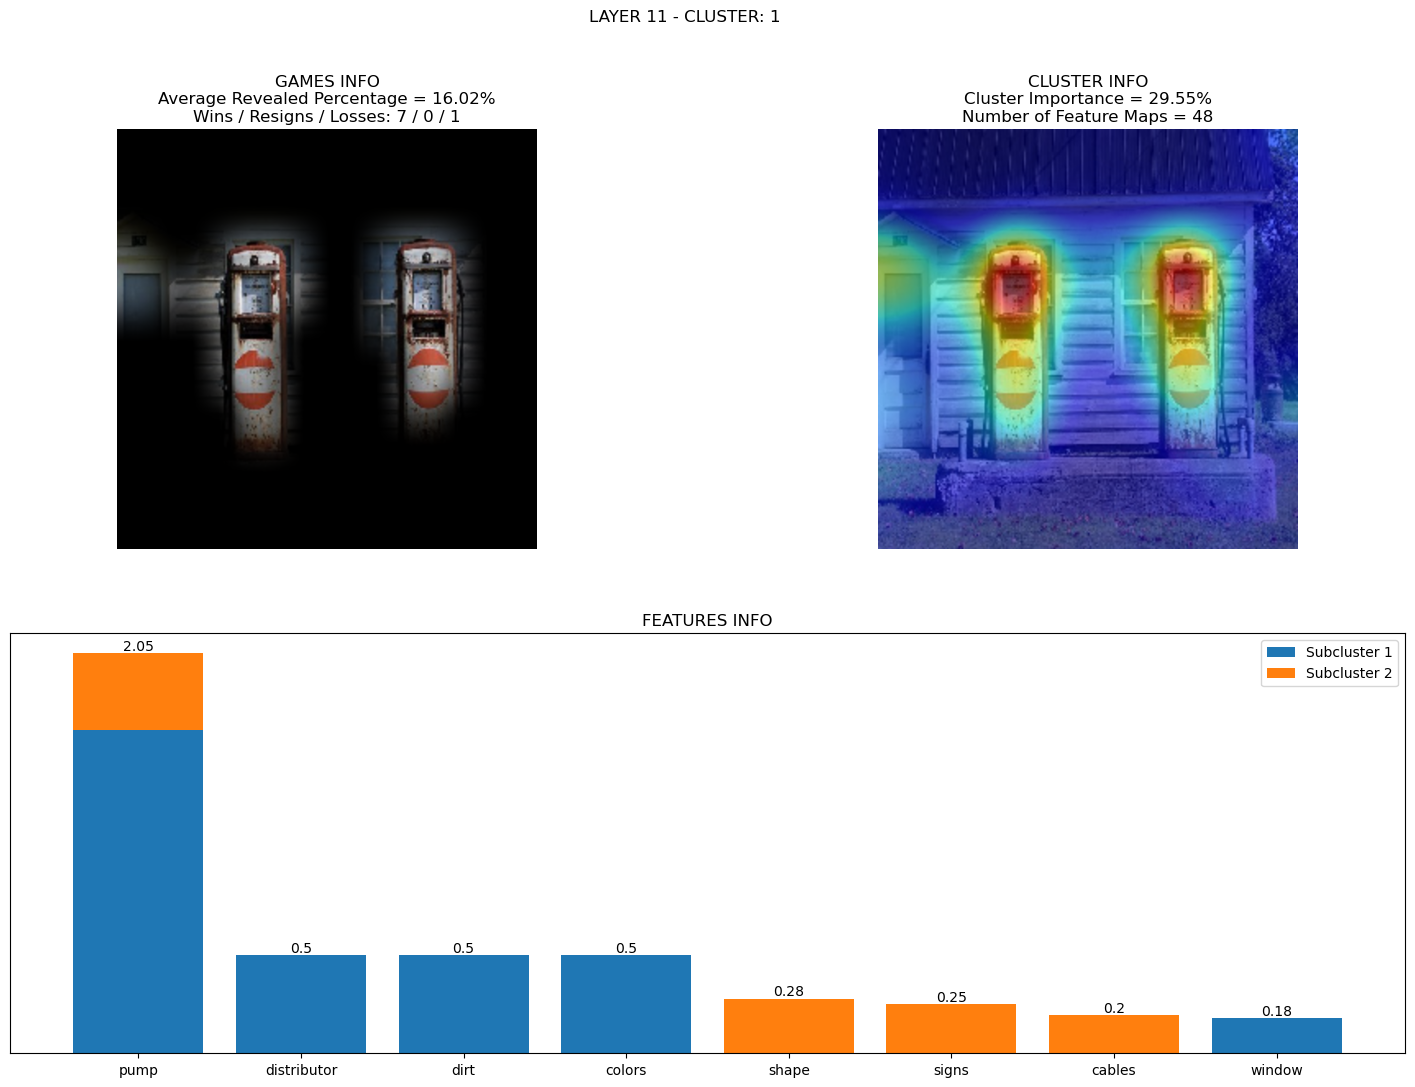 LAYER 11 - CLUSTER: 1
GAMES INFO
Average Revealed Percentage = 16.02%
Wins / Resigns / Losses: 7 / 0 / 1
CLUSTER INFO
Cluster Importance = 29.55%
Number of Feature Maps = 48
FEATURES INFO
Subcluster 1
Subcluster 2
2.05
0.5
0.5
0.5
0.28
0.25
0.2
0.18
pump
distributor
dirt
colors
shape
signs
cables
window